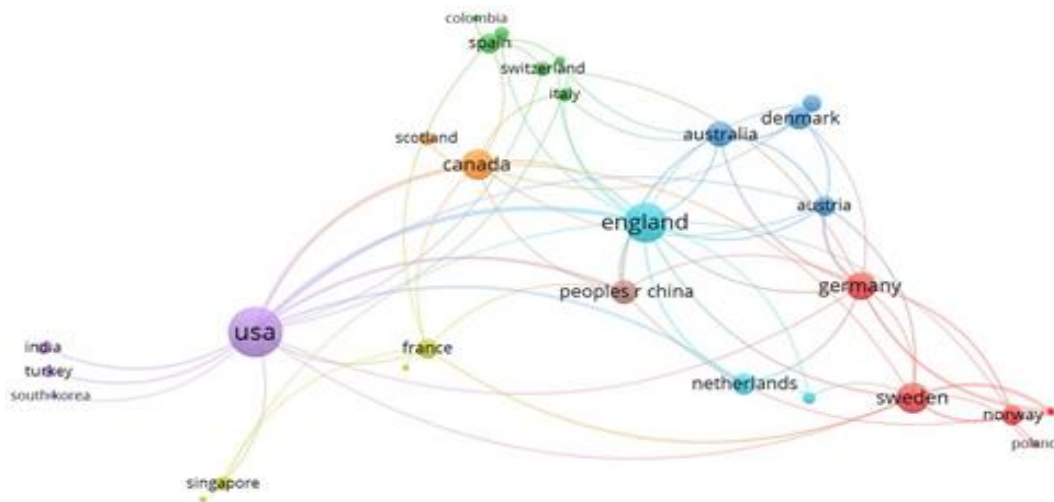 colombia
spain
switzerland
italy
denmark
australia
scotland
canada
austria
england
germany
peoples r china
usa
india
france
turkey
netherlands
south korea
sweden
norway
poland
singapore